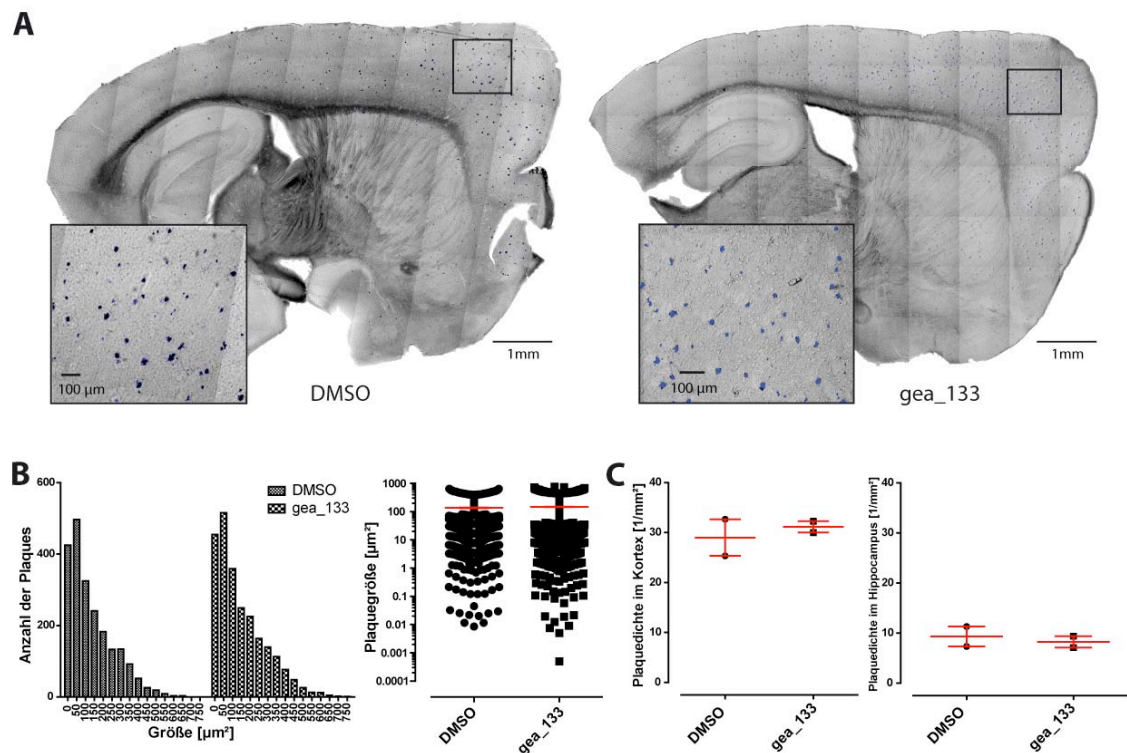 A
100 µm
1mm
DMSO
100 µm
1mm
gea_133
B
Anzahl der Plaques
600
400
200
0
DMSO
gea_133
0 50 100 150 200 250 300 350 400 450 500 550 600 650 700 750
0 50 100 150 200 250 300 350 400 450 500 550 600 650 700 750
Größe [µm²]
Plaquegröße [µm²]
1000
100
10
1
0.1
0.01
0.001
0.0001
DMSO
gea_133
C
Plaquedichte im Kortex [1/mm²]
40
30
20
10
0
DMSO
gea_133
Plaquedichte im Hippocampus [1/mm²]
40
30
20
10
0
DMSO
gea_133